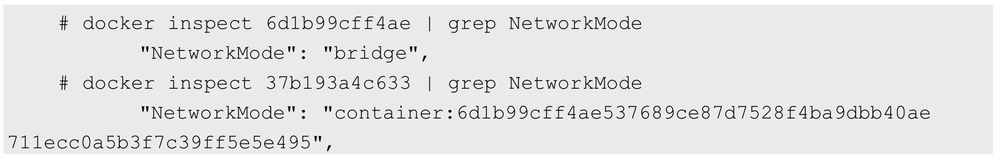 # docker inspect 6d1b99cff4ae | grep NetworkMode
"NetworkMode": "bridge",
# docker inspect 37b193a4c633 | grep NetworkMode
"NetworkMode": "container:6d1b99cff4ae537689ce87d7528f4ba9dbb40ae
711ecc0a5b3f7c39ff5e5e495",